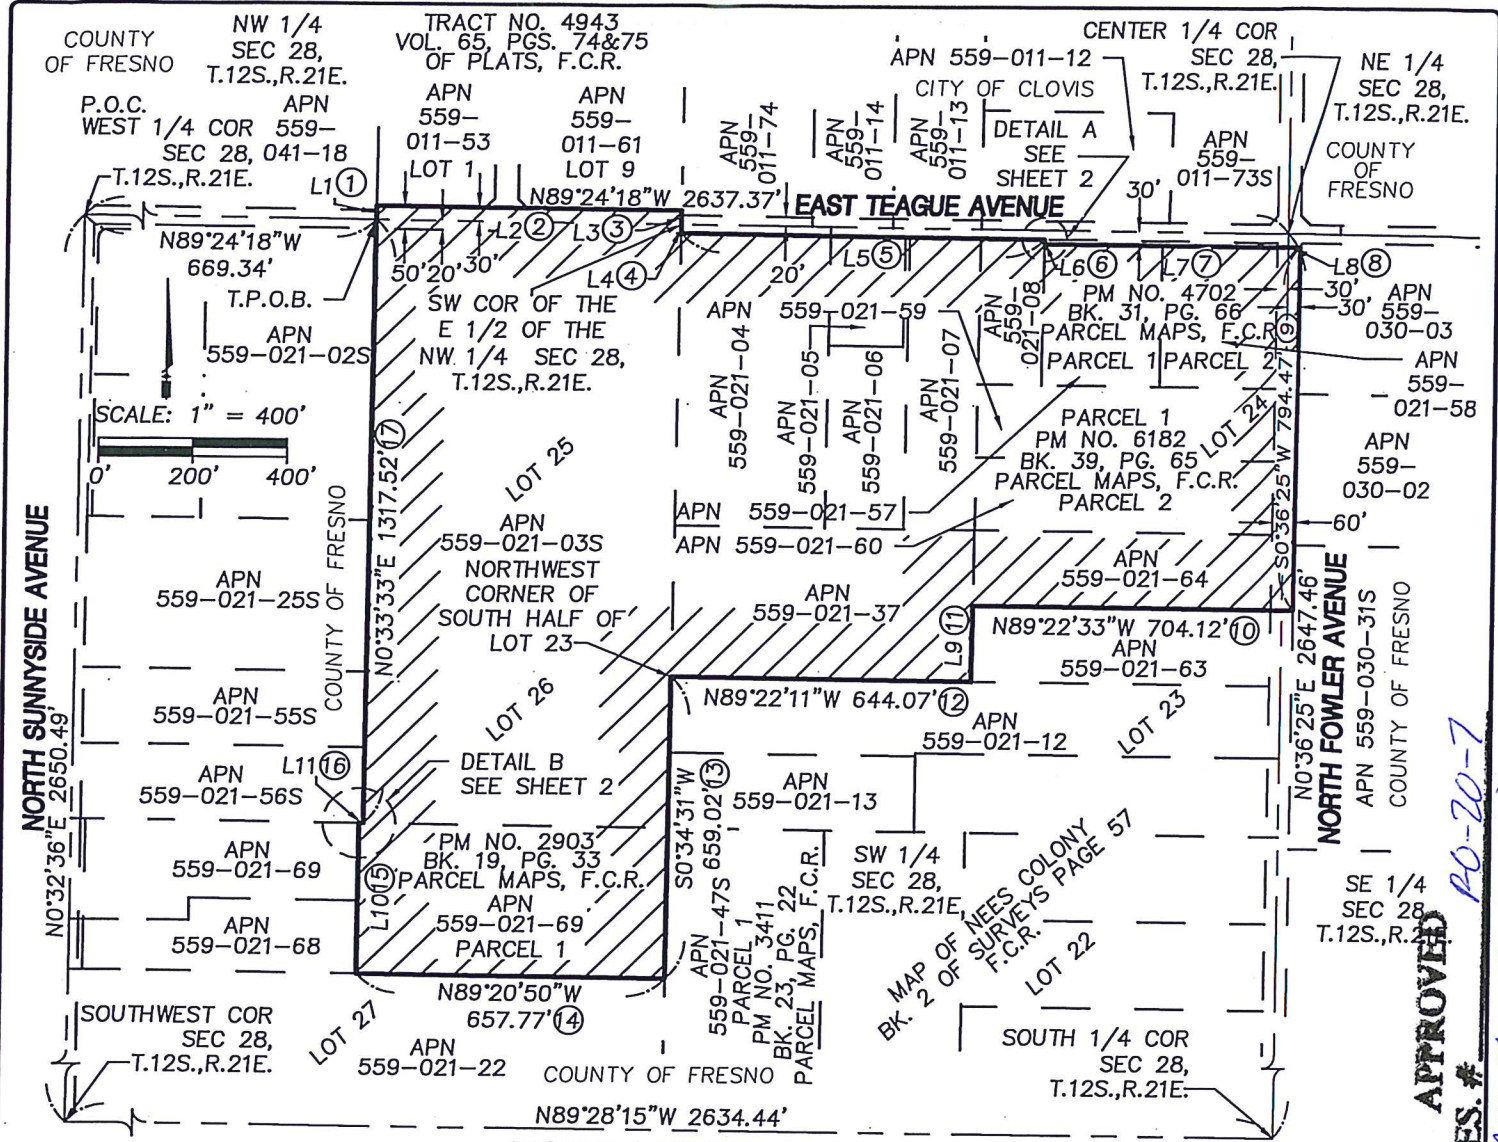 COUNTY
OF FRESNO
NW 1/4
SEC 28,
T.12S.,R.21E.
TRACT NO. 4943
VOL. 65, PGS. 74&75
OF PLATS, F.C.R.
CENTER 1/4 COR
SEC 28,
T.12S.,R.21E.
NE 1/4
SEC 28,
T.12S.,R.21E.
COUNTY
OF
FRESNO
P.O.C.
WEST 1/4 COR
SEC 28,
T.12S.,R.21E.
APN
559-
041-18
APN
559-
011-53
LOT 1
APN
559-
011-61
LOT 9
APN
559-
011-74
APN
559-
011-14
APN
559-
011-13
APN 559-011-12
CITY OF CLOVIS
DETAIL A
SEE
SHEET 2
APN
559-
011-73S
L1 1
N89°24'18"W 2637.37'
EAST TEAGUE AVENUE
30'
N89°24'18"W
669.34'
T.P.O.B.
50' 20' 30'
L2 2
L3 3
L4 4
20'
L5 5
L6 6
L7 7
L8 8
30'
30'
SW COR OF THE
E 1/2 OF THE
NW 1/4 SEC 28,
T.12S.,R.21E.
APN
559-021-02S
APN 559-021-59
APN
559-021-04
APN
559-021-05
APN
559-021-06
APN
559-021-07
APN
559-
021-08
PM NO. 4702
BK. 31, PG. 66
PARCEL MAPS, F.C.R.
PARCEL 1
PARCEL 2
APN
559-
030-03
APN
559-
021-58
APN
559-
030-02
SCALE: 1" = 400'
0' 200' 400'
LOT 25
LOT 24
PARCEL 1
PM NO. 6182
BK. 39, PG. 65
PARCEL MAPS, F.C.R.
PARCEL 2
S0°36'25"W 794.47' 9
60'
N0°33'33"E 1317.52' 17
COUNTY OF FRESNO
APN
559-021-03S
APN 559-021-57
APN 559-021-60
NORTHWEST
CORNER OF
SOUTH HALF OF
LOT 23
APN
559-021-25S
APN
559-021-37
APN
559-021-64
L9 11
N89°22'33"W 704.12' 10
APN
559-021-63
N89°22'11"W 644.07' 12
NORTH SUNNYSIDE AVENUE
N0°32'36"E 2650.49'
NORTH FOWLER AVENUE
N0°36'25"E 2647.46'
APN 559-030-31S
COUNTY OF FRESNO
APN
559-021-55S
LOT 26
LOT 23
APN
559-021-12
APN
559-021-56S
L11 16
DETAIL B
SEE SHEET 2
APN
559-021-13
S0°34'31"W 659.02' 13
PM NO. 2903
BK. 19, PG. 33
PARCEL MAPS, F.C.R.
APN
559-021-69
PARCEL 1
L10 15
APN
559-021-69
APN
559-021-68
APN
559-021-47S
PARCEL 1
PM NO. 3411
BK. 23, PG. 22
PARCEL MAPS, F.C.R.
SW 1/4
SEC 28,
T.12S.,R.21E.
MAP OF NEES COLONY
BK. 2 OF SURVEYS PAGE 57
F.C.R.
LOT 22
SE 1/4
SEC 28
T.12S.,R.21E.
N89°20'50"W
657.77' 14
SOUTHWEST COR
SEC 28,
T.12S.,R.21E.
LOT 27
APN
559-021-22
COUNTY OF FRESNO
SOUTH 1/4 COR
SEC 28,
T.12S.,R.21E.
N89°28'15"W 2634.44'
APPROVED
RO-20-7
ES. #